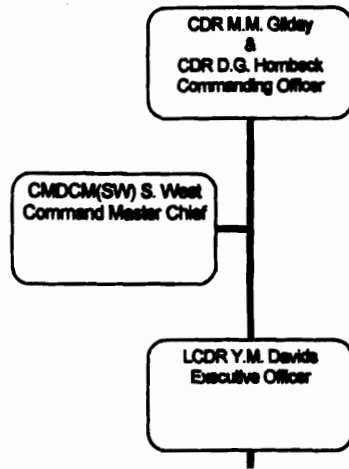 CDR M.M. Gilday
&
CDR D.G. Hornbeck
Commanding Officer
CMDCM(SW) S. West
Command Master Chief
LCDR Y.M. Davids
Executive Officer